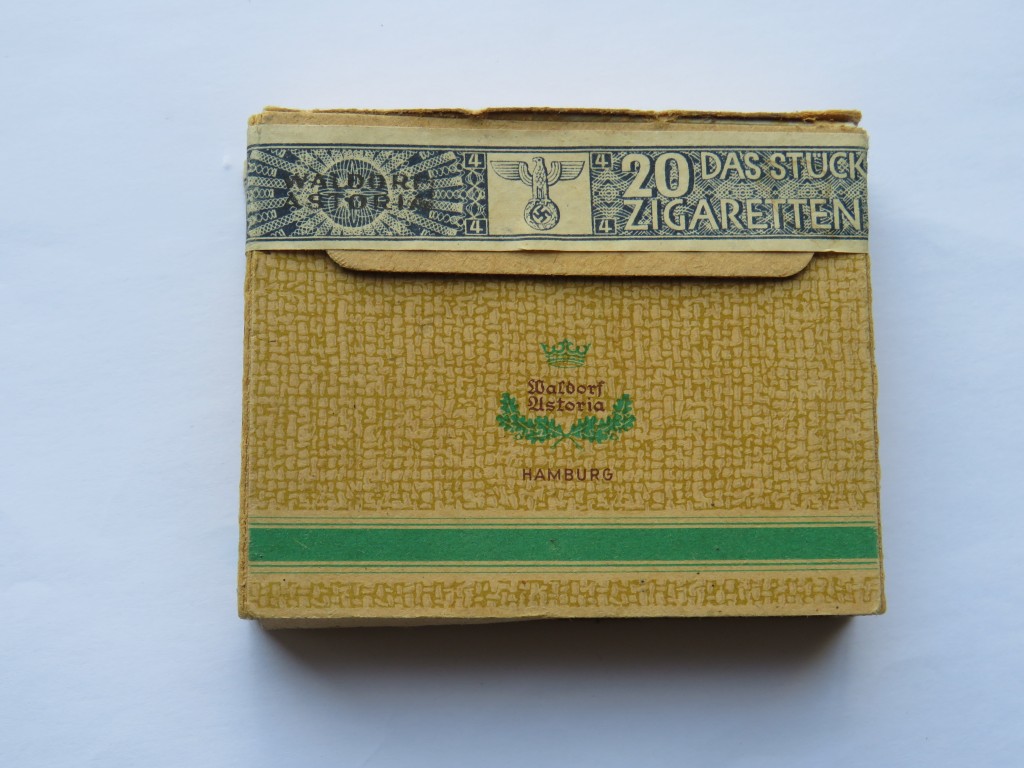 WALDORF
ASTORIA
4 4
4 4
20 DAS STÜCK
ZIGARETTEN
Waldorf
Astoria
HAMBURG